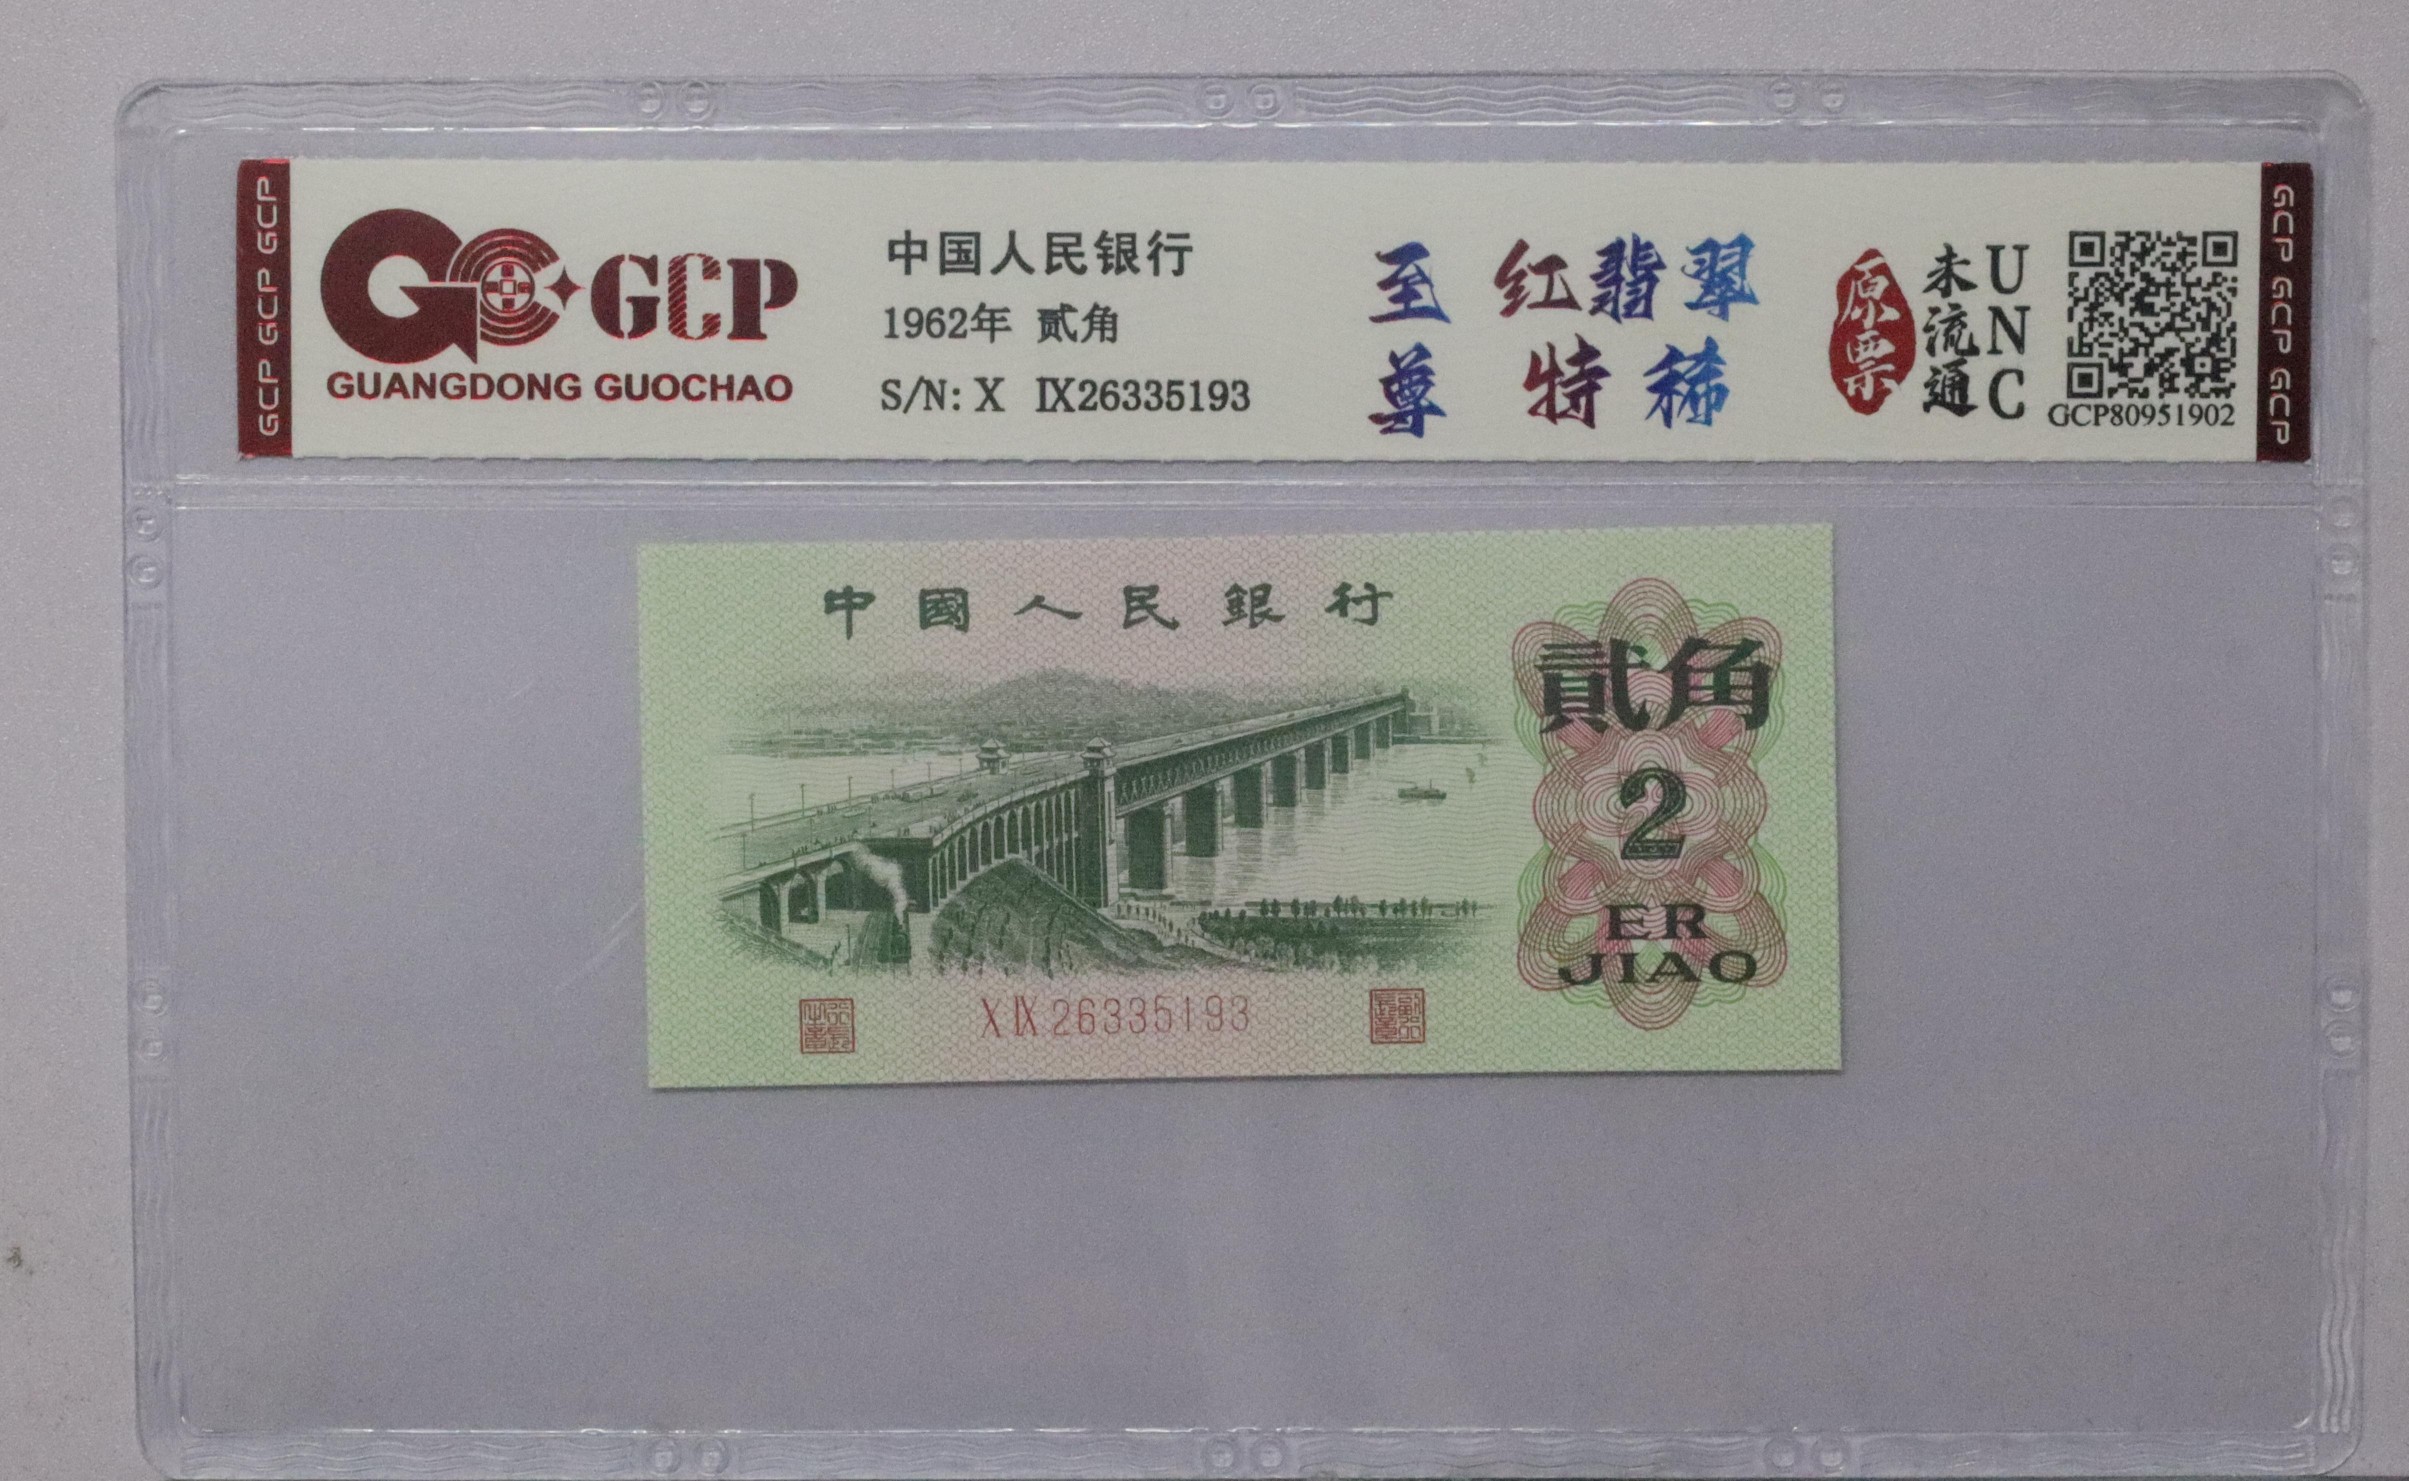 GCP GCP GCP
GCP
GUANGDONG GUOCHAO
中国人民银行
1962年 贰角
S/N: X Ⅸ26335193
至尊
红翡翠
特稀
原票
未流通
UNC
GCP80951902
GCP GCP GCP
中國人民銀行
貳角
2
ER
JIAO
X Ⅸ 26335193